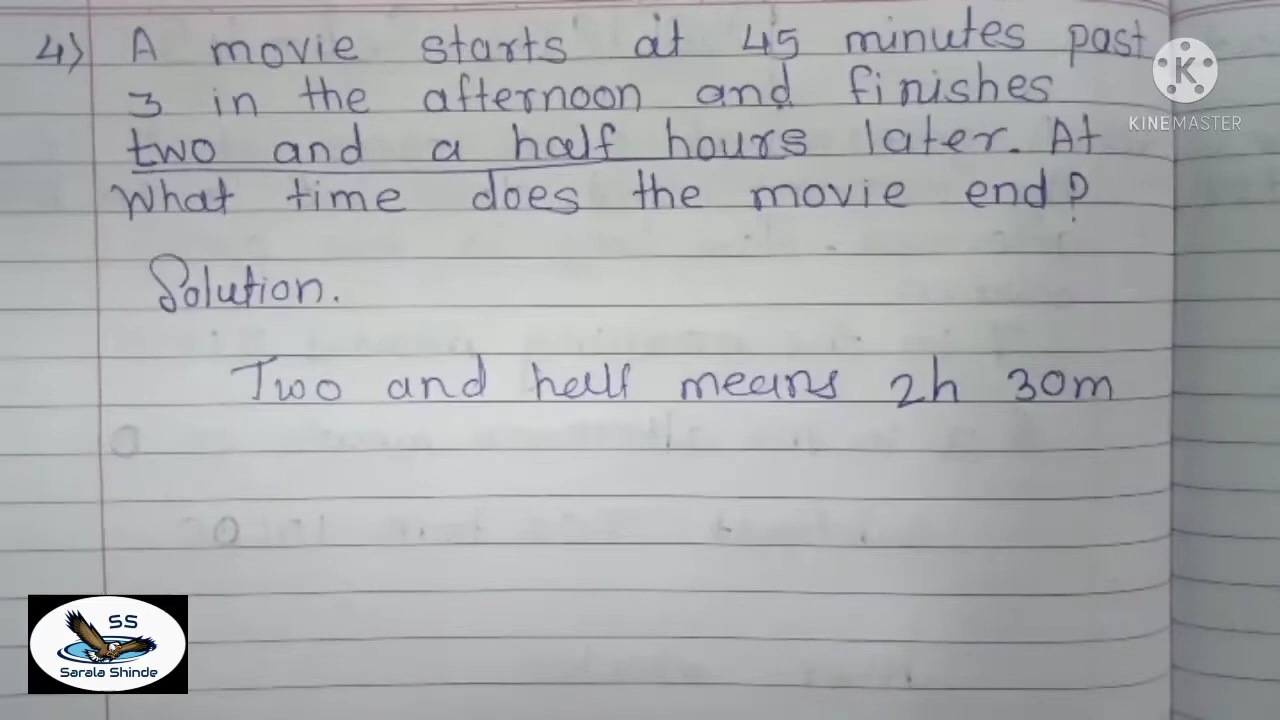 4) A movie starts at 45 minutes past
3 in the afternoon and finishes
two and a half hours later. At
what time does the movie end?
Solution.
Two and half means 2h 30m
K
KINEMASTER
SS
Sarala Shinde